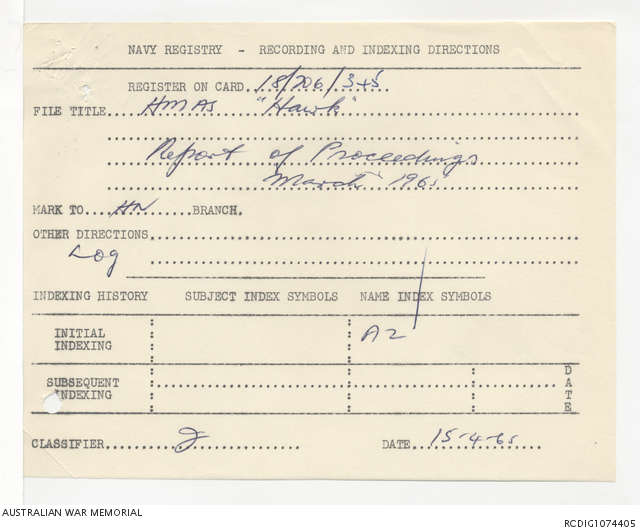 NAVY REGISTRY - RECORDING AND INDEXING DIRECTIONS
REGISTER ON CARD..18/206/345
FILE TITLE....HMAS "Hawk"
Report of Proceedings
March 1965
MARK TO....HN......BRANCH.
OTHER DIRECTIONS
Log
INDEXING HISTORY SUBJECT INDEX SYMBOLS NAME INDEX SYMBOLS
INITIAL INDEXING A2
SUBSEQUENT INDEXING DATE
CLASSIFIER DATE 15-4-65
AUSTRALIAN WAR MEMORIAL RCDIG1074405